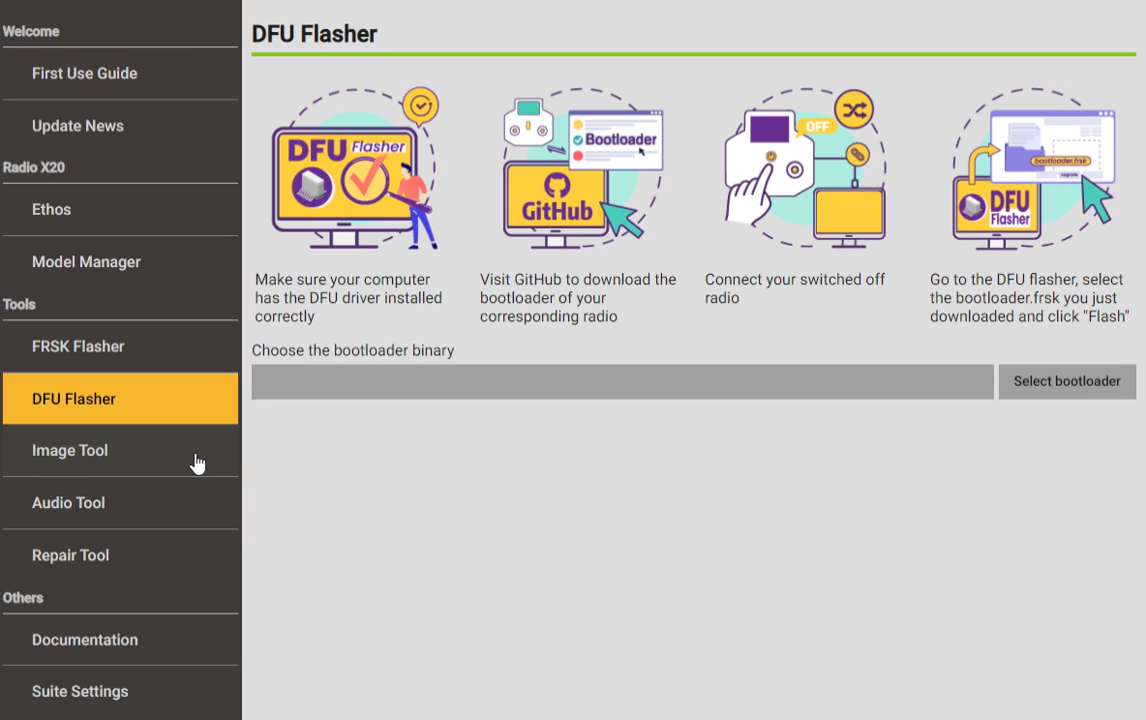 Welcome
First Use Guide
Update News
Radio X20
Ethos
Model Manager
Tools
FRSK Flasher
DFU Flasher
Image Tool
Audio Tool
Repair Tool
Others
Documentation
Suite Settings
DFU Flasher
DFU Flasher
Bootloader
GitHub
OFF
bootloader.frsk
DFU
Flasher
Make sure your computer
has the DFU driver installed
correctly
Visit GitHub to download the
bootloader of your
corresponding radio
Connect your switched off
radio
Go to the DFU flasher, select
the bootloader.frsk you just
downloaded and click "Flash"
Choose the bootloader binary
Select bootloader